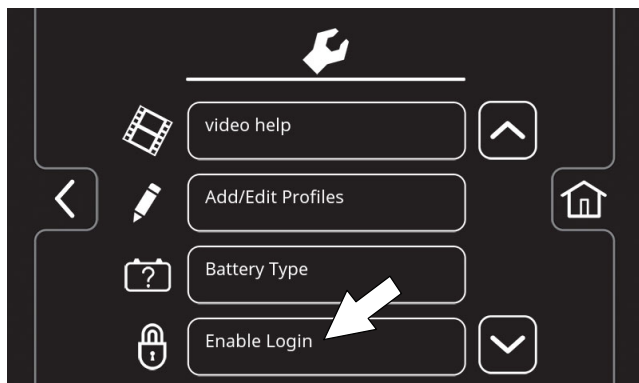 video help
Add/Edit Profiles
Battery Type
Enable Login